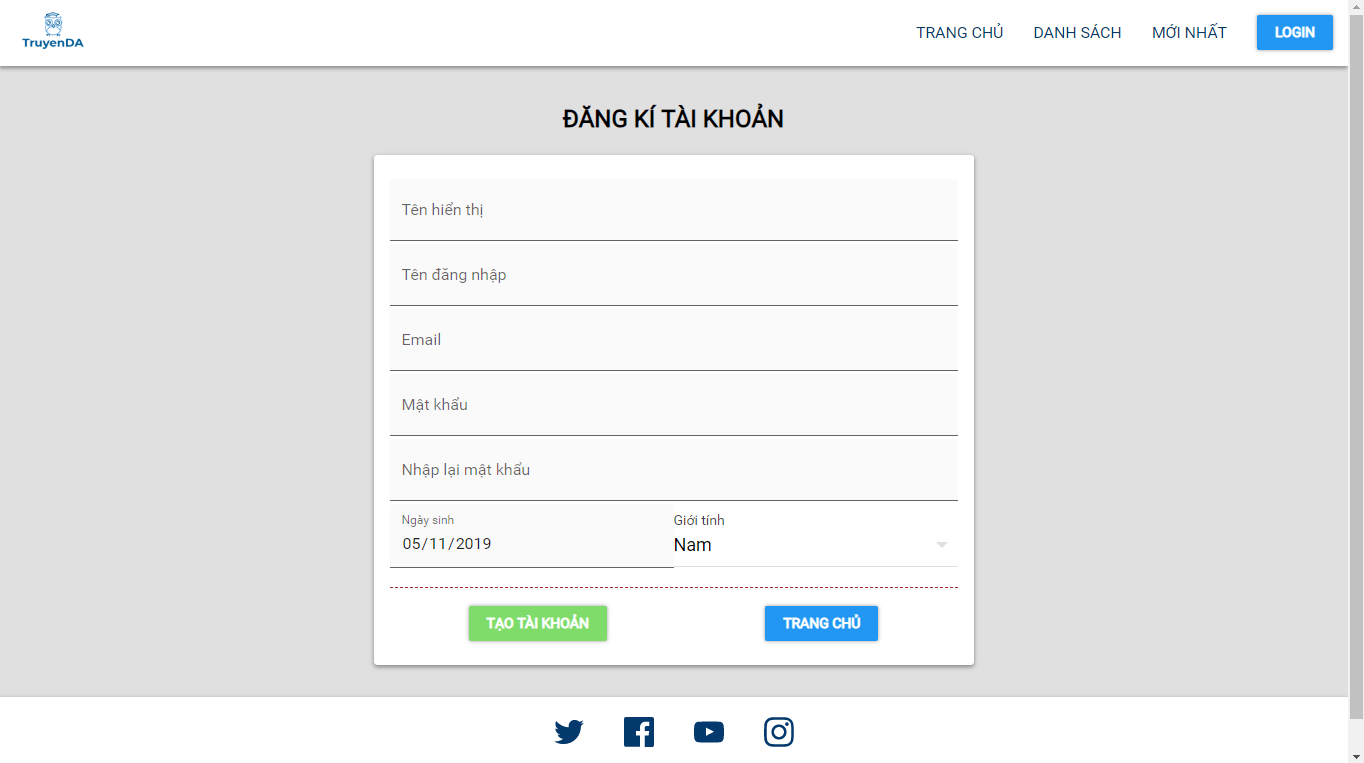 TruyenDA
TRANG CHỦ DANH SÁCH MỚI NHẤT LOGIN
ĐĂNG KÍ TÀI KHOẢN
Tên hiển thị
Tên đăng nhập
Email
Mật khẩu
Nhập lại mật khẩu
Ngày sinh Giới tính
05/11/2019 Nam
TẠO TÀI KHOẢN TRANG CHỦ